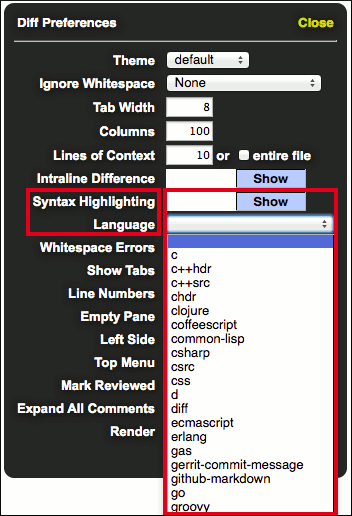 Diff Preferences Close
Theme default
Ignore Whitespace None
Tab Width 8
Columns 100
Lines of Context 10 or entire file
Intraline Difference Show
Syntax Highlighting Show
Language
Whitespace Errors
c
Show Tabs
c++hdr
c++src
Line Numbers
chdr
clojure
Empty Pane
coffeescript
Left Side
common-lisp
csharp
Top Menu
csrc
css
Mark Reviewed
d
diff
Expand All Comments
ecmascript
Render
erlang
gas
gerrit-commit-message
github-markdown
go
groovy